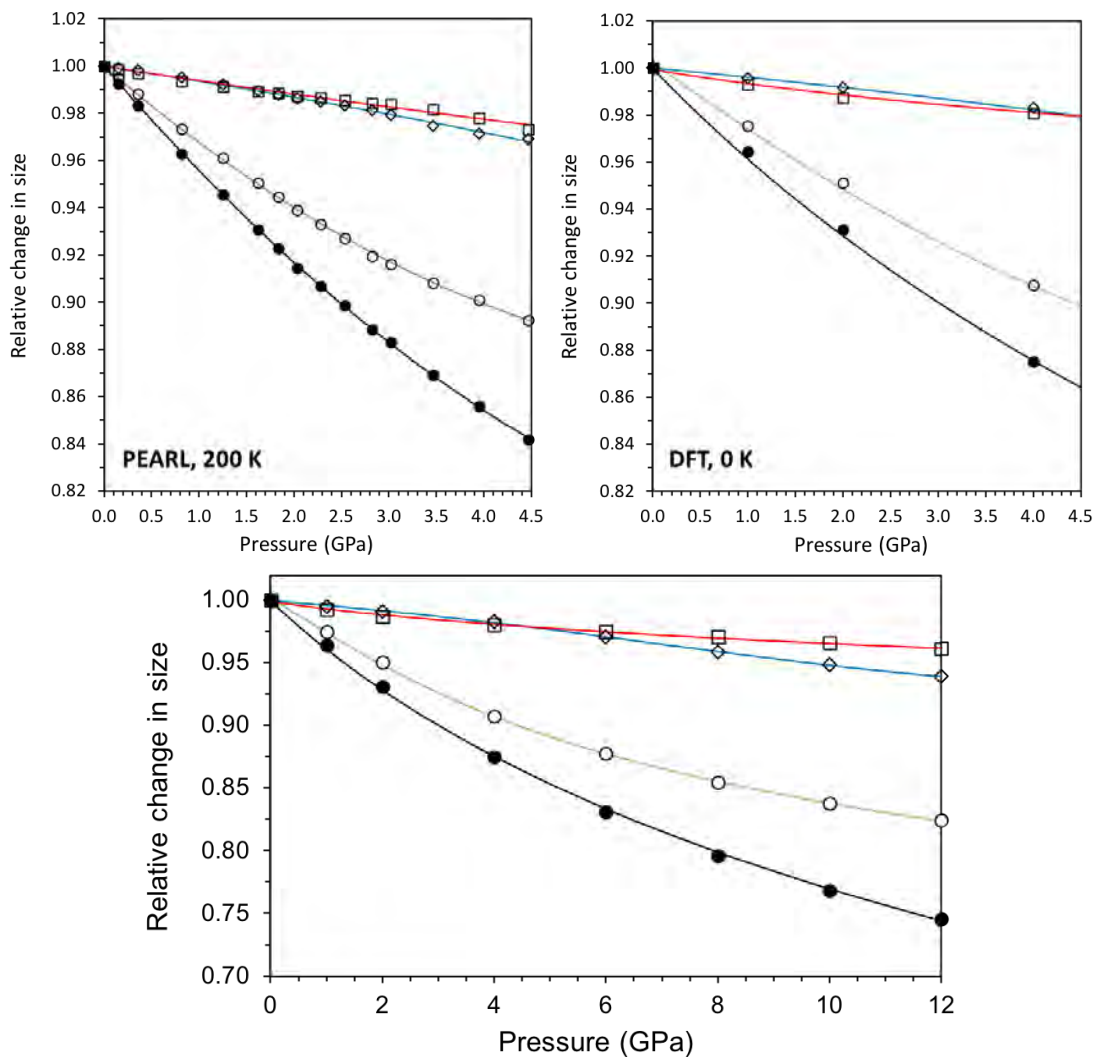 1.02
1.00
0.98
0.96
0.94
0.92
0.90
0.88
0.86
0.84
0.82
Relative change in size
PEARL, 200 K
0.0 0.5 1.0 1.5 2.0 2.5 3.0 3.5 4.0 4.5
Pressure (GPa)
1.02
1.00
0.98
0.96
0.94
0.92
0.90
0.88
0.86
0.84
0.82
Relative change in size
DFT, 0 K
0.0 0.5 1.0 1.5 2.0 2.5 3.0 3.5 4.0 4.5
Pressure (GPa)
1.00
0.95
0.90
0.85
0.80
0.75
0.70
Relative change in size
0 2 4 6 8 10 12
Pressure (GPa)